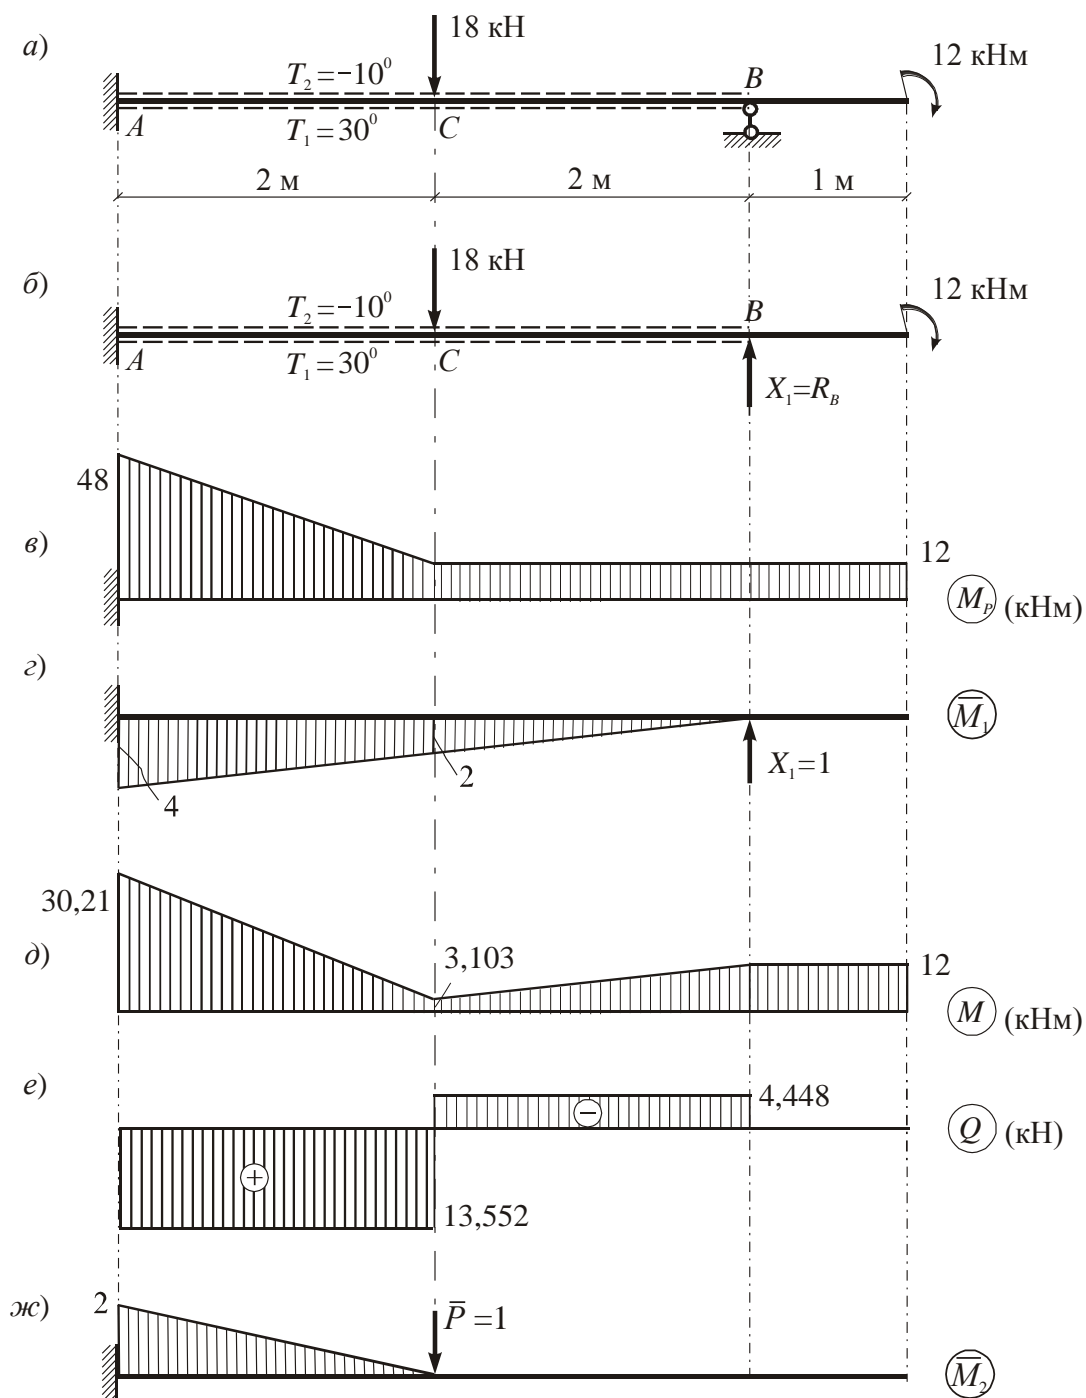 а)
18 кН
T₂=−10⁰
B
12 кНм
A
T₁=30⁰
C
2 м
2 м
1 м
б)
18 кН
T₂=−10⁰
B
12 кНм
A
T₁=30⁰
C
X₁=R_B
48
в)
12
M_P (кНм)
г)
M̅₁
2
X₁=1
4
30,21
д)
3,103
12
M (кНм)
е)
4,448
−
Q (кН)
+
13,552
ж)
2
P̅=1
M̅₂